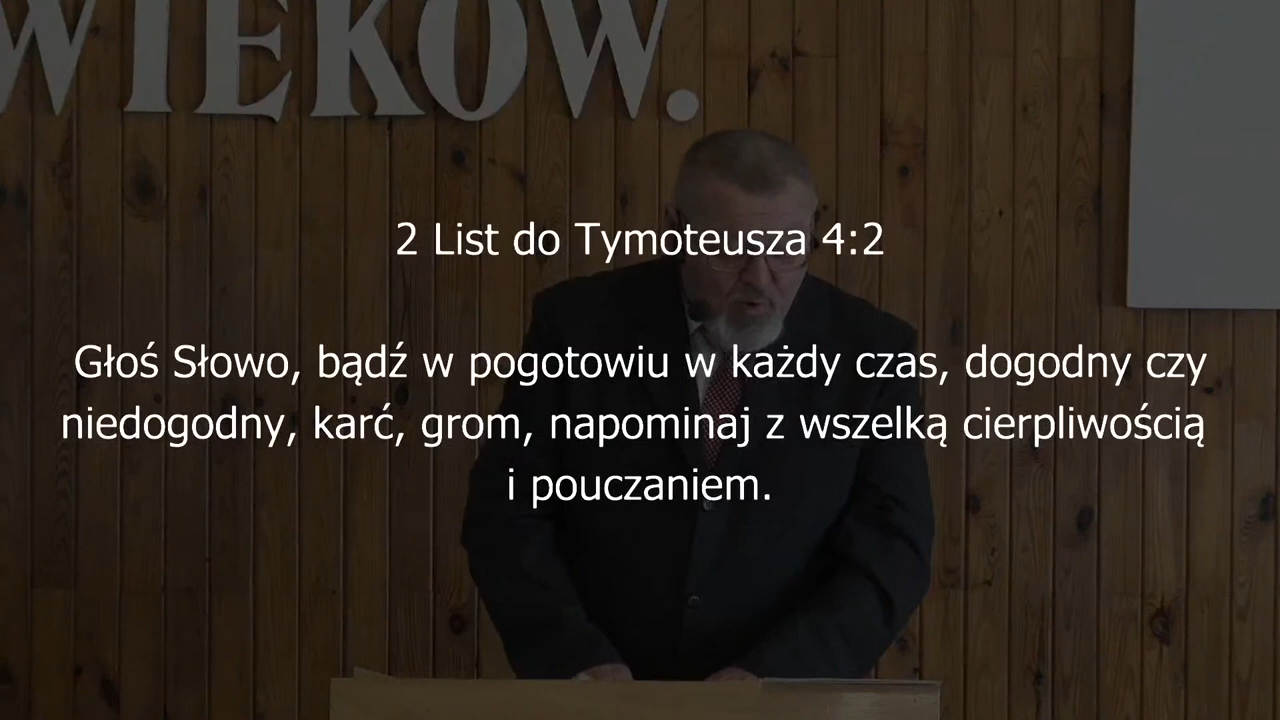 WIEKÓW.
2 List do Tymoteusza 4:2
Głoś Słowo, bądź w pogotowiu w każdy czas, dogodny czy
niedogodny, karć, grom, napominaj z wszelką cierpliwością
i pouczaniem.